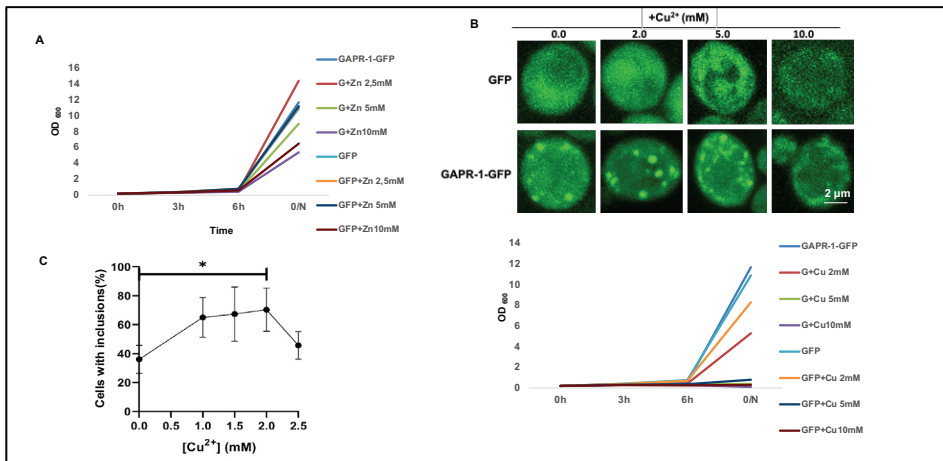 A
16
14
12
10
8
6
4
2
0
OD 600
0h
3h
6h
0/N
Time
GAPR-1-GFP
G+Zn 2,5mM
G+Zn 5mM
G+Zn10mM
GFP
GFP+Zn 2,5mM
GFP+Zn 5mM
GFP+Zn10mM
B
+Cu²⁺ (mM)
0.0
2.0
5.0
10.0
GFP
GAPR-1-GFP
2 µm
C
*
100
80
60
40
20
0
Cells with inclusions(%)
0.0
0.5
1.0
1.5
2.0
2.5
[Cu²⁺] (mM)
14
12
10
8
6
4
2
0
OD 600
0h
3h
6h
0/N
GAPR-1-GFP
G+Cu 2mM
G+Cu 5mM
G+Cu10mM
GFP
GFP+Cu 2mM
GFP+Cu 5mM
GFP+Cu10mM